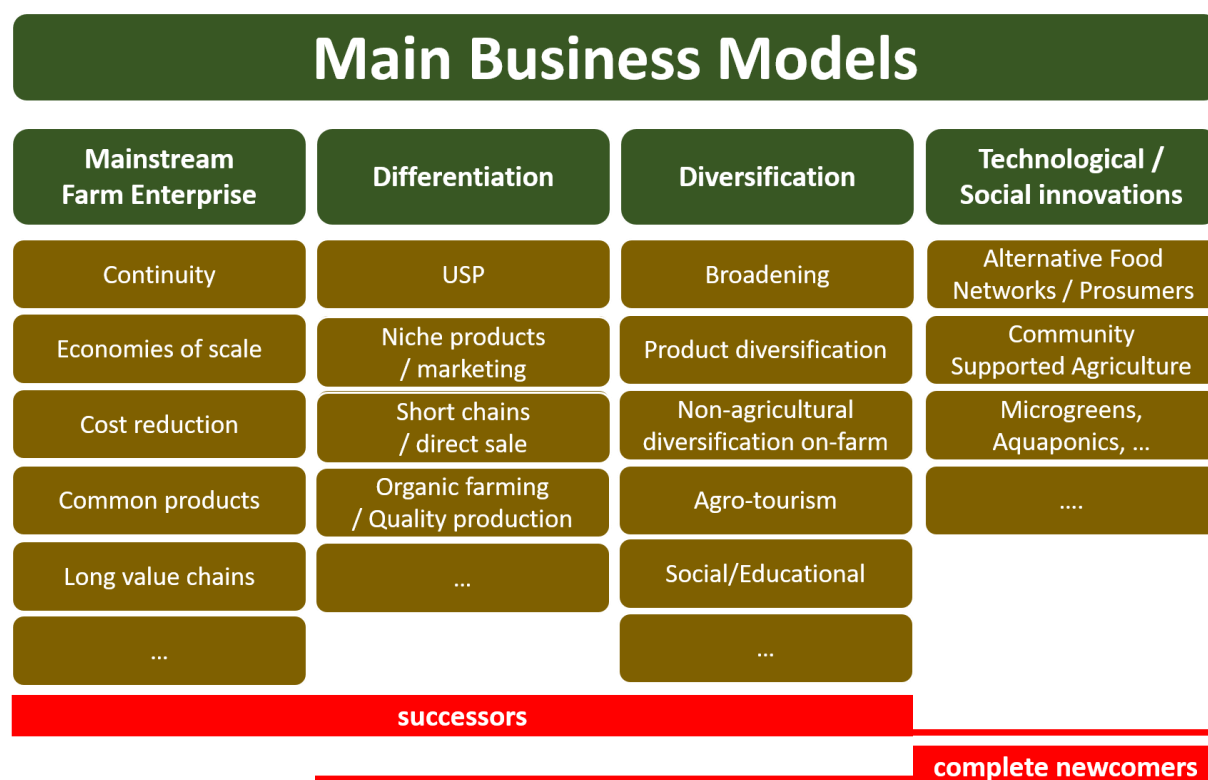 Main Business Models
Mainstream
Farm Enterprise
Continuity
Economies of scale
Cost reduction
Common products
Long value chains
...
Differentiation
USP
Niche products
/ marketing
Short chains
/ direct sale
Organic farming
/ Quality production
...
Diversification
Broadening
Product diversification
Non-agricultural
diversification on-farm
Agro-tourism
Social/Educational
...
Technological /
Social innovations
Alternative Food
Networks / Prosumers
Community
Supported Agriculture
Microgreens,
Aquaponics, ...
....
successors
complete newcomers